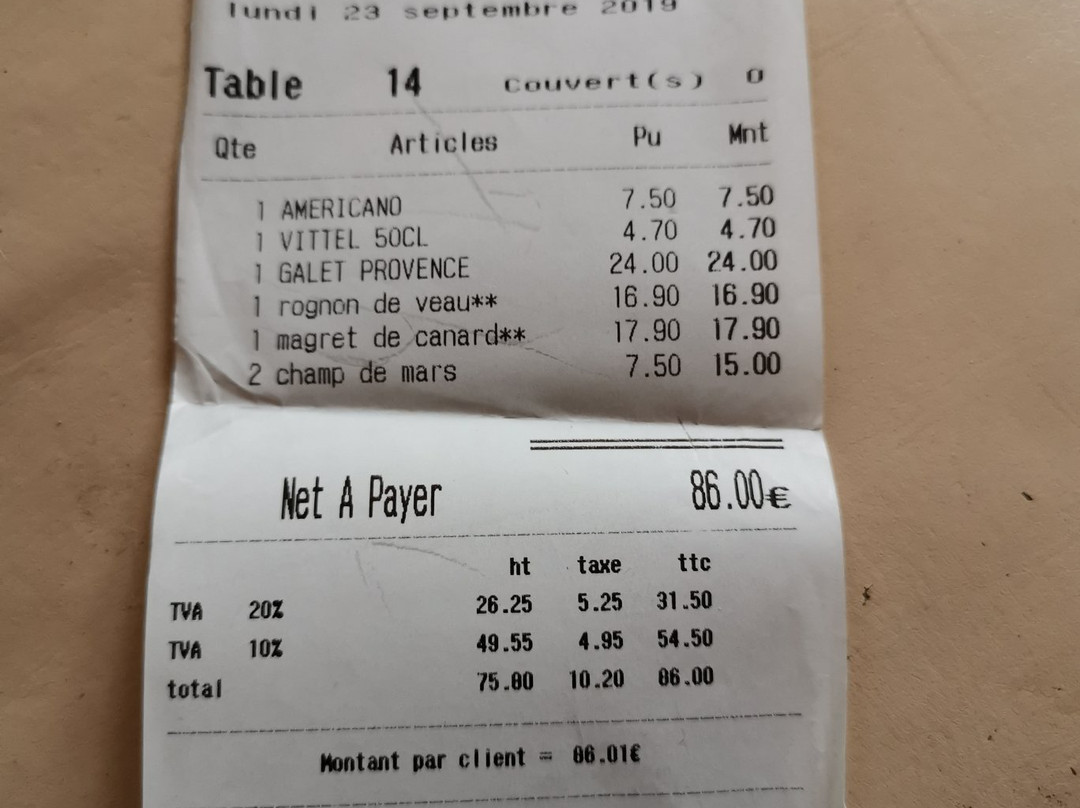 lundi 23 septembre 2019
Table 14 Couvert(s) 0
Qte Articles Pu Mnt
1 AMERICANO 7.50 7.50
1 VITTEL 50CL 4.70 4.70
1 GALET PROVENCE 24.00 24.00
1 rognon de veau** 16.90 16.90
1 magret de canard** 17.90 17.90
2 champ de mars 7.50 15.00
Net A Payer 86.00€
ht taxe ttc
TVA 20% 26.25 5.25 31.50
TVA 10% 49.55 4.95 54.50
total 75.80 10.20 86.00
Montant par client = 86.01€